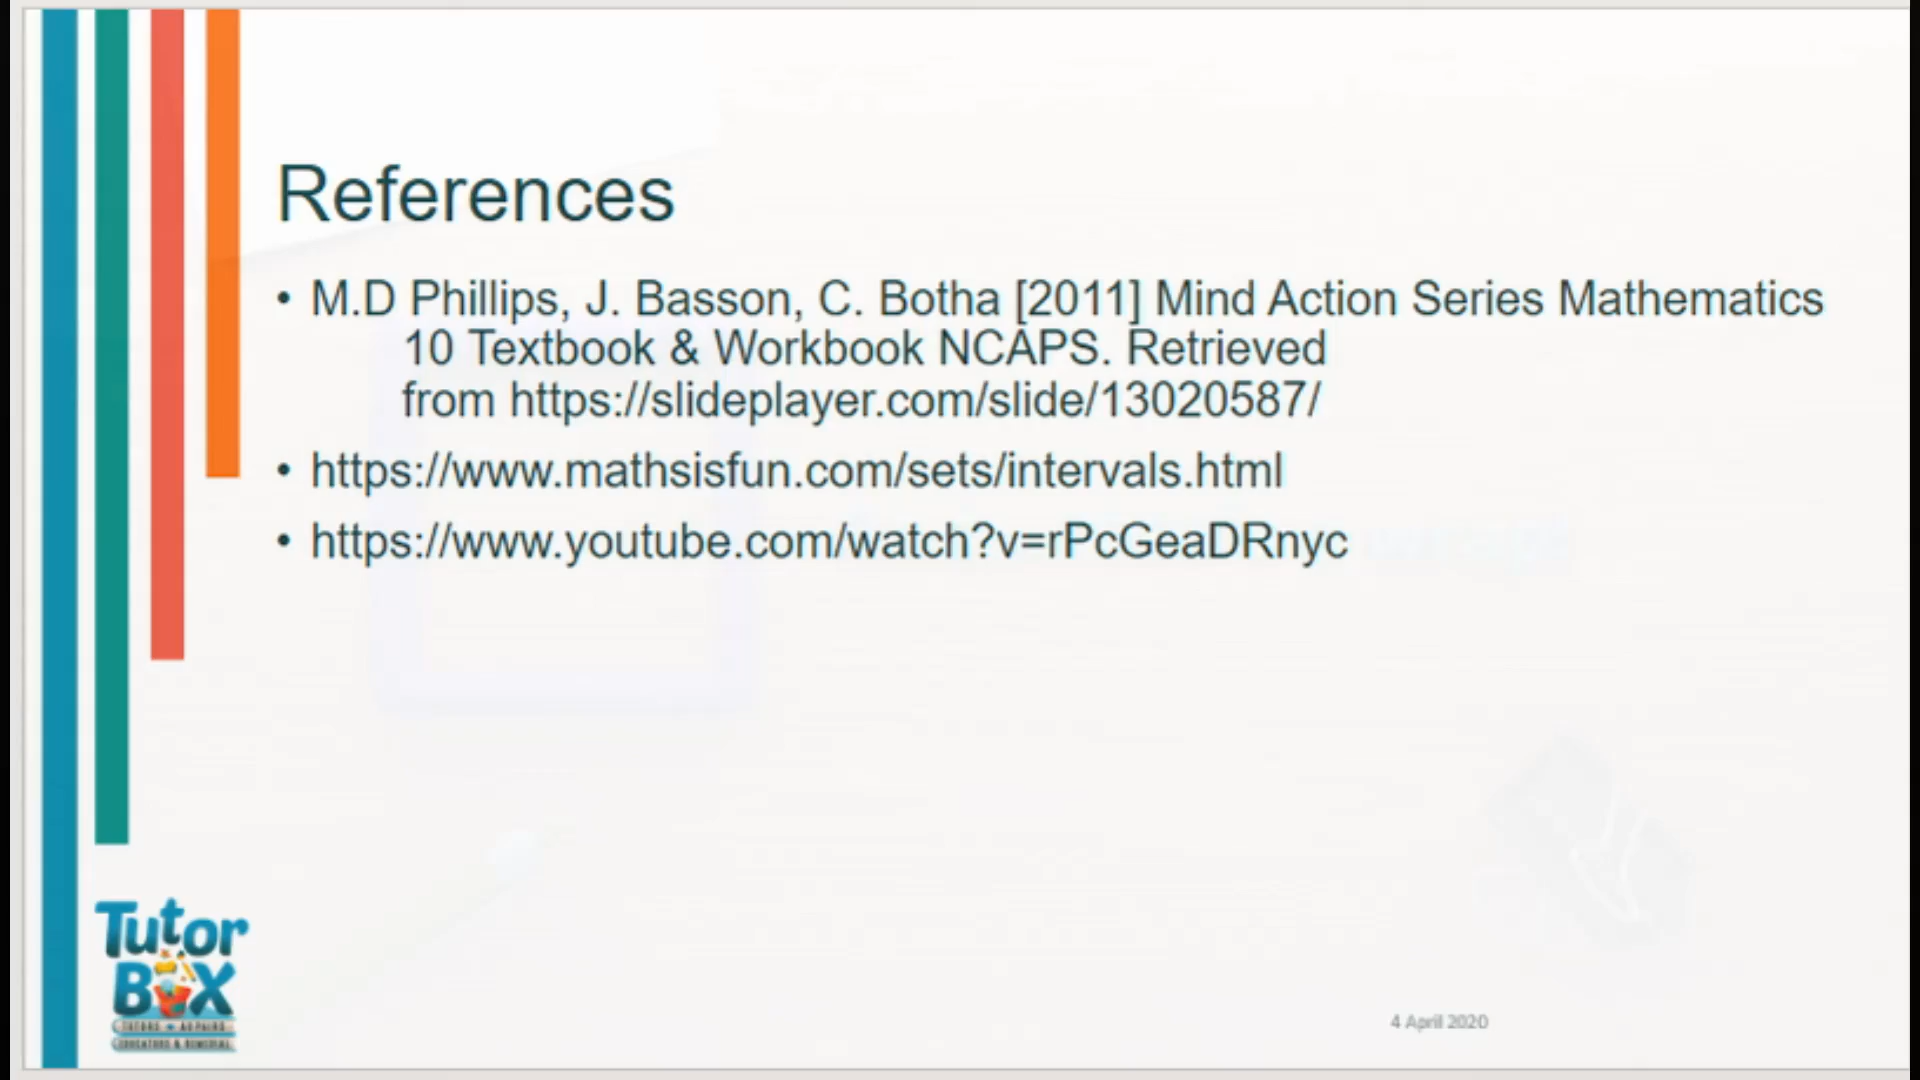 References
• M.D Phillips, J. Basson, C. Botha [2011] Mind Action Series Mathematics
10 Textbook & Workbook NCAPS. Retrieved
from https://slideplayer.com/slide/13020587/
• https://www.mathsisfun.com/sets/intervals.html
• https://www.youtube.com/watch?v=rPcGeaDRnyc
Tutor
BOX
4 April 2020